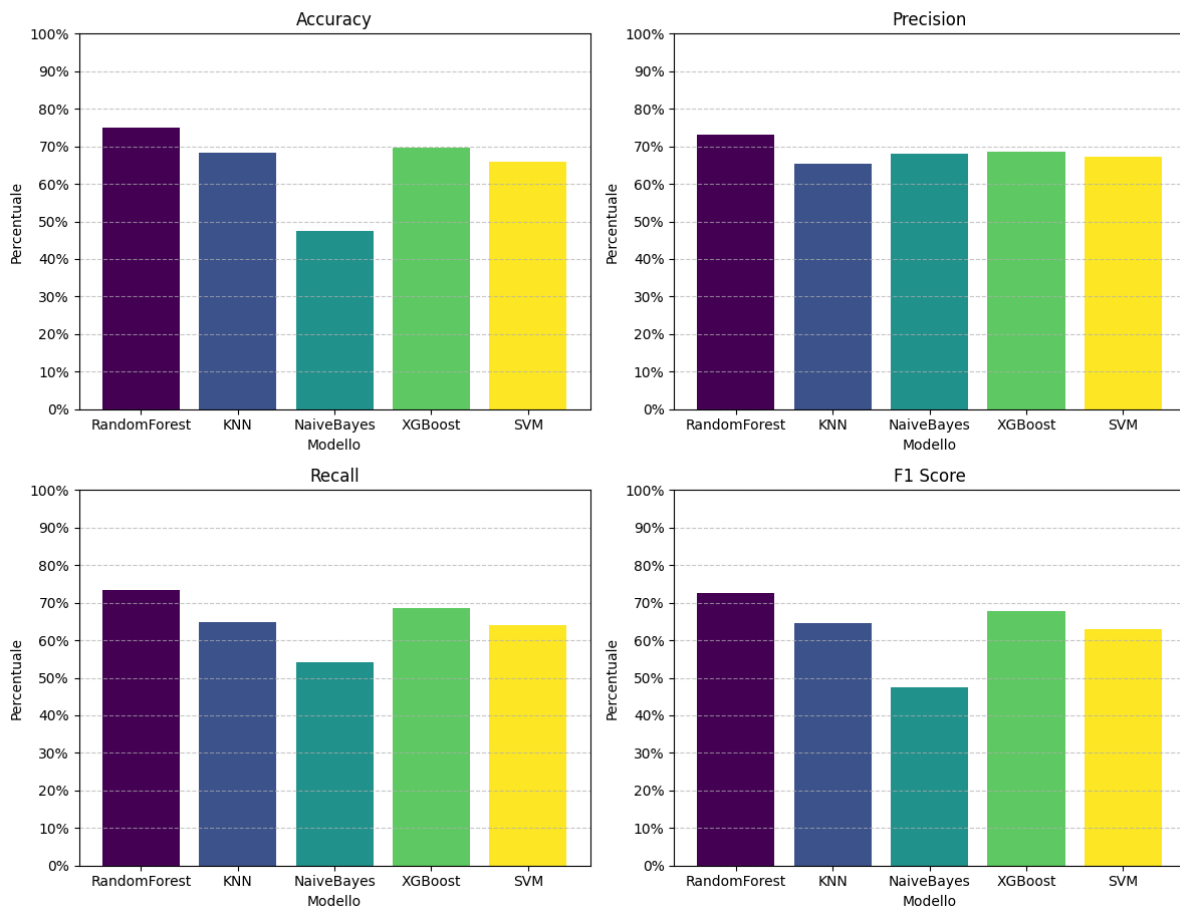 Accuracy
100%
90%
80%
70%
60%
50%
40%
30%
20%
10%
0%
Percentuale
RandomForest KNN NaiveBayes XGBoost SVM
Modello
Precision
100%
90%
80%
70%
60%
50%
40%
30%
20%
10%
0%
Percentuale
RandomForest KNN NaiveBayes XGBoost SVM
Modello
Recall
100%
90%
80%
70%
60%
50%
40%
30%
20%
10%
0%
Percentuale
RandomForest KNN NaiveBayes XGBoost SVM
Modello
F1 Score
100%
90%
80%
70%
60%
50%
40%
30%
20%
10%
0%
Percentuale
RandomForest KNN NaiveBayes XGBoost SVM
Modello